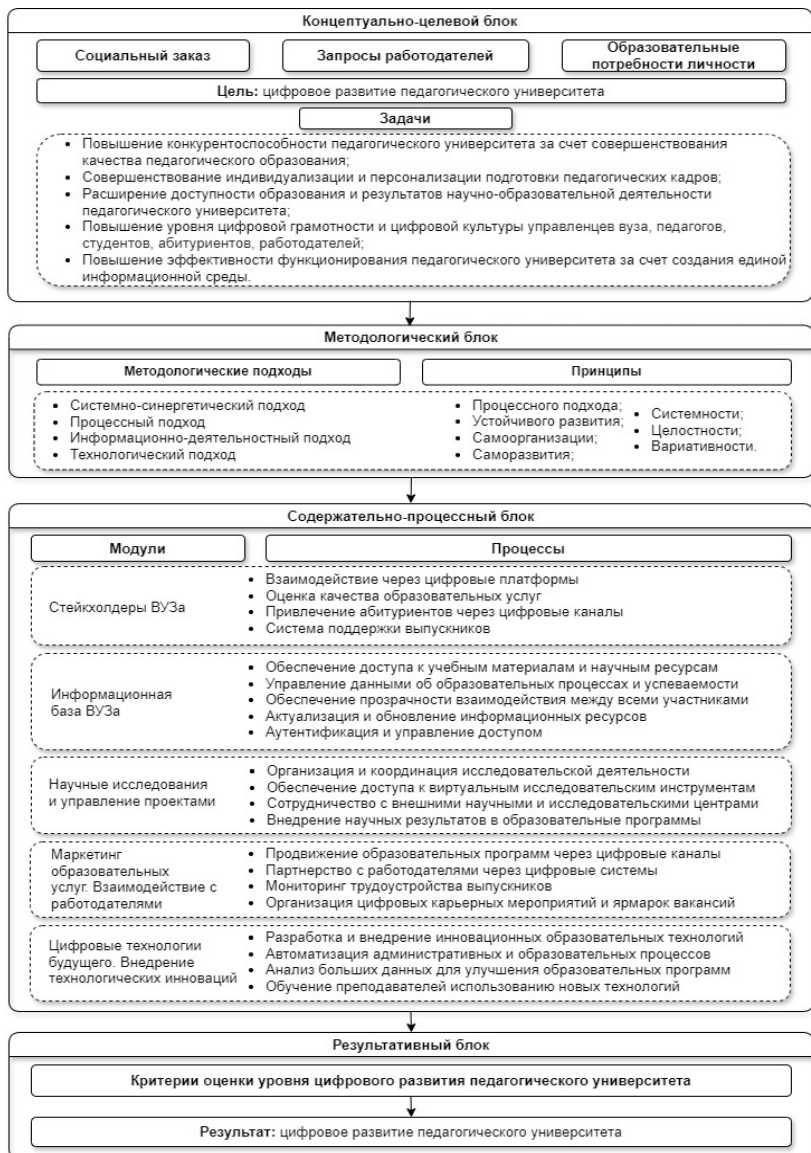 Концептуально-целевой блок
Социальный заказ
Запросы работодателей
Образовательные
потребности личности
Цель: цифровое развитие педагогического университета
Задачи
• Повышение конкурентоспособности педагогического университета за счет совершенствования
качества педагогического образования;
• Совершенствование индивидуализации и персонализации подготовки педагогических кадров;
• Расширение доступности образования и результатов научно-образовательной деятельности
педагогического университета;
• Повышение уровня цифровой грамотности и цифровой культуры управленцев вуза, педагогов,
студентов, абитуриентов, работодателей;
• Повышение эффективности функционирования педагогического университета за счет создания единой
информационной среды.
Методологический блок
Методологические подходы
• Системно-синергетический подход
• Процессный подход
• Информационно-деятельностный подход
• Технологический подход
Принципы
• Процессного подхода;
• Устойчивого развития;
• Самоорганизации;
• Саморазвития;
• Системности;
• Целостности;
• Вариативности.
Содержательно-процессный блок
Модули
Процессы
Стейкхолдеры ВУЗа
• Взаимодействие через цифровые платформы
• Оценка качества образовательных услуг
• Привлечение абитуриентов через цифровые каналы
• Система поддержки выпускников
Информационная
база ВУЗа
• Обеспечение доступа к учебным материалам и научным ресурсам
• Управление данными об образовательных процессах и успеваемости
• Обеспечение прозрачности взаимодействия между всеми участниками
• Актуализация и обновление информационных ресурсов
• Аутентификация и управление доступом
Научные исследования
и управление проектами
• Организация и координация исследовательской деятельности
• Обеспечение доступа к виртуальным исследовательским инструментам
• Сотрудничество с внешними научными и исследовательскими центрами
• Внедрение научных результатов в образовательные программы
Маркетинг
образовательных
услуг. Взаимодействие с
работодателями
• Продвижение образовательных программ через цифровые каналы
• Партнерство с работодателями через цифровые системы
• Мониторинг трудоустройства выпускников
• Организация цифровых карьерных мероприятий и ярмарок вакансий
Цифровые технологии
будущего. Внедрение
технологических инноваций
• Разработка и внедрение инновационных образовательных технологий
• Автоматизация административных и образовательных процессов
• Анализ больших данных для улучшения образовательных программ
• Обучение преподавателей использованию новых технологий
Результативный блок
Критерии оценки уровня цифрового развития педагогического университета
Результат: цифровое развитие педагогического университета